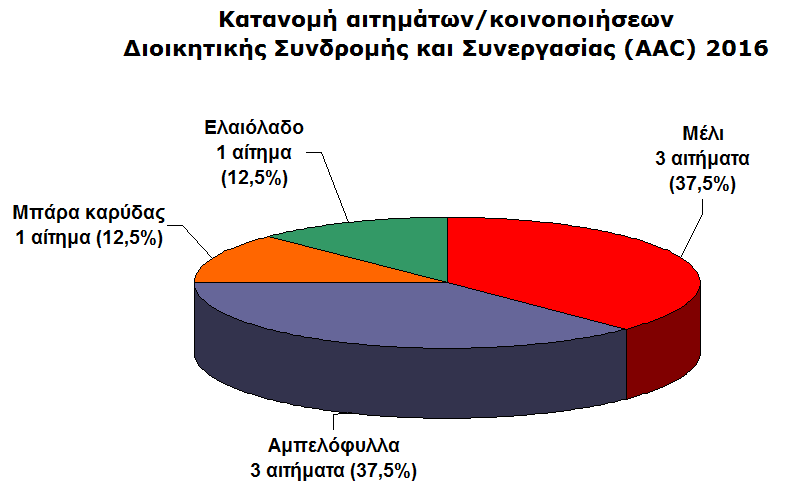 Κατανομή αιτημάτων/κοινοποιήσεων
Διοικητικής Συνδρομής και Συνεργασίας (AAC) 2016
Ελαιόλαδο
1 αίτημα
(12,5%)
Μέλι
3 αιτήματα
(37,5%)
Μπάρα καρύδας
1 αίτημα (12,5%)
Αμπελόφυλλα
3 αιτήματα (37,5%)